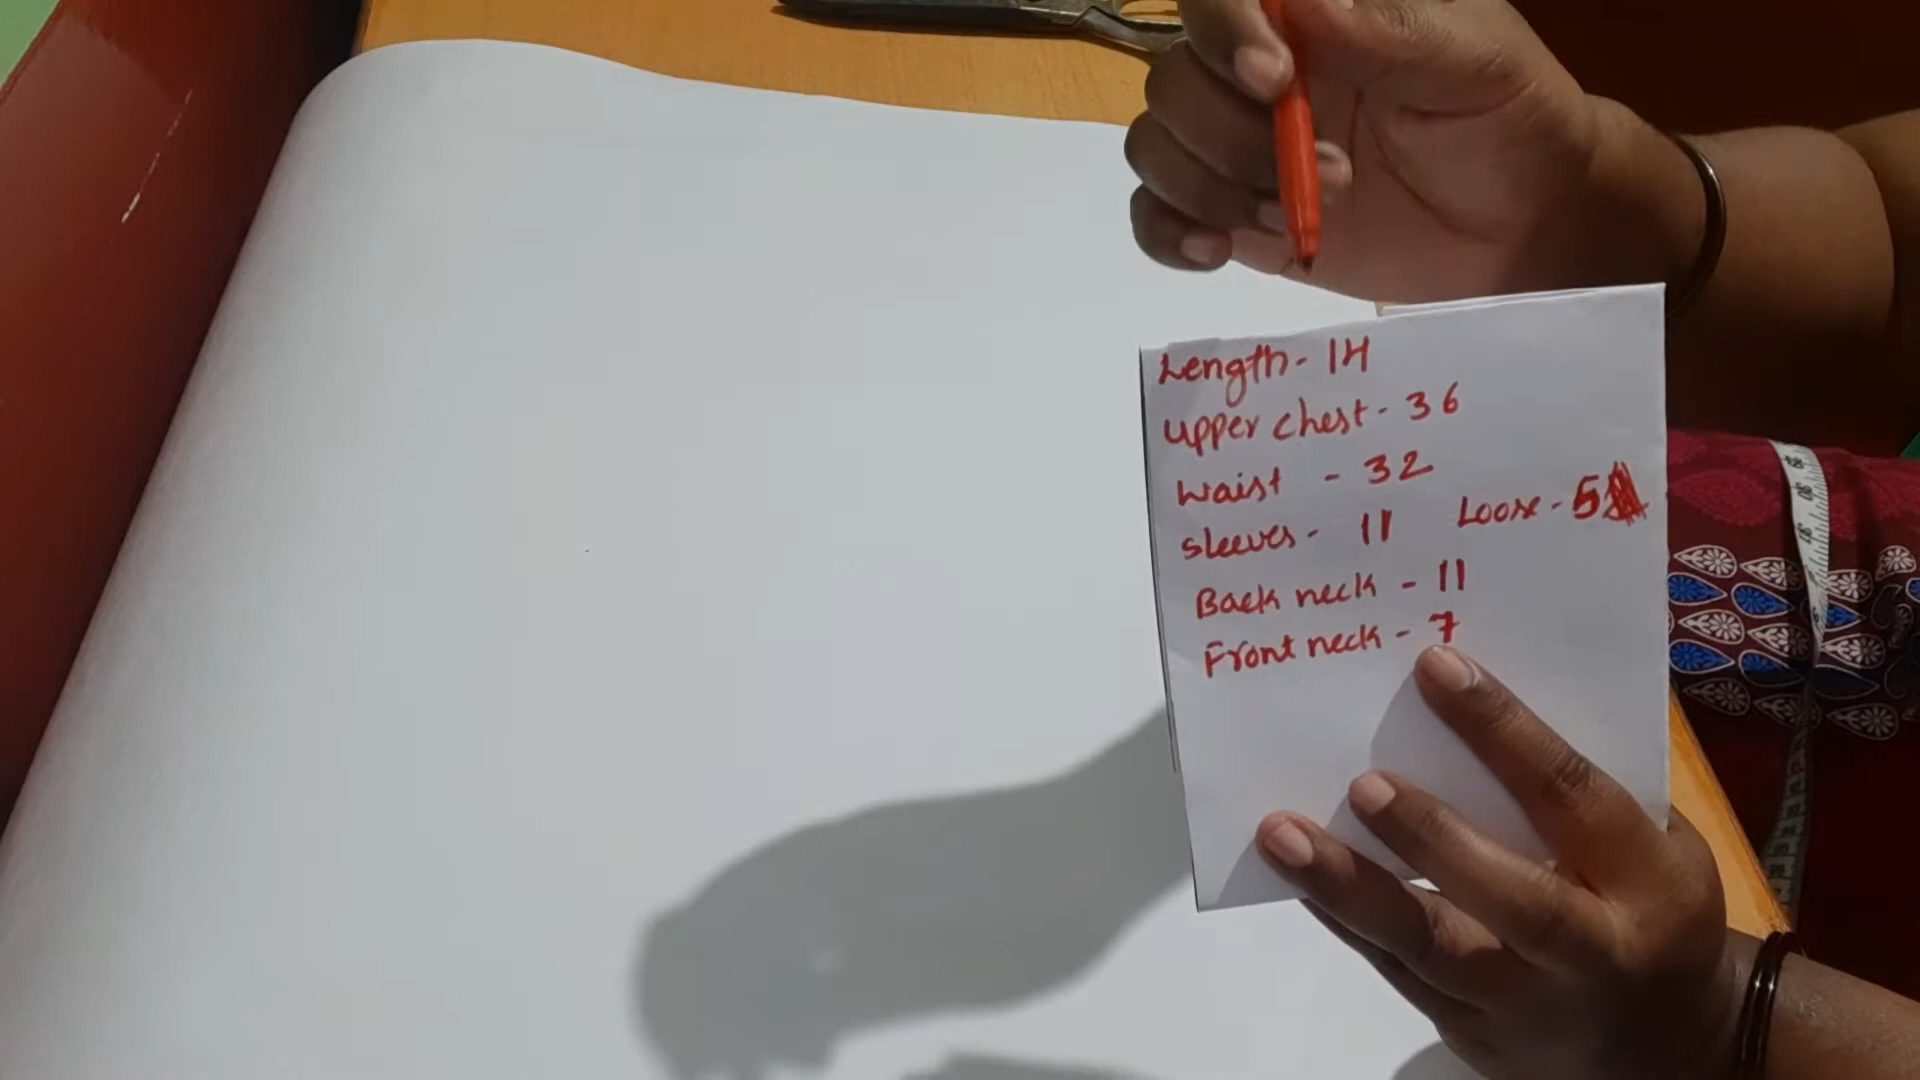 Length - 14
Upper chest - 36
Waist - 32
Sleeves - 11 Loose - 5
Back neck - 11
Front neck - 7